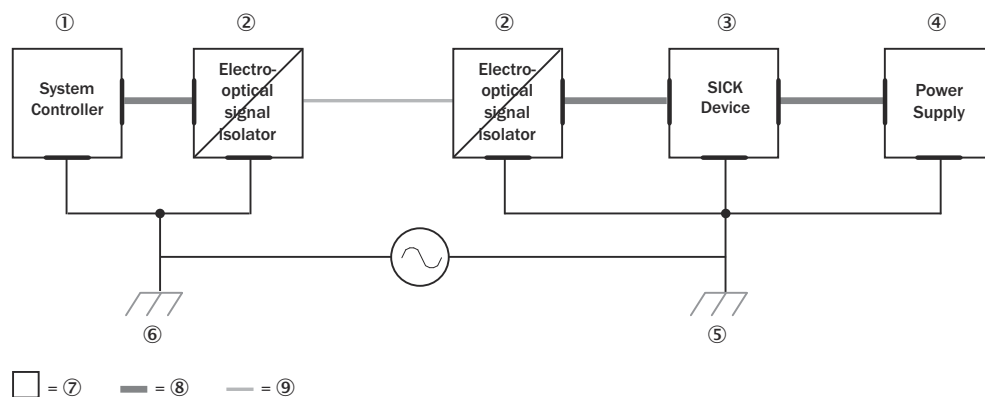 ① ② ② ③ ④
System
Controller
Electro-
optical
signal
Isolator
Electro-
optical
signal
Isolator
SICK
Device
Power
Supply
⑥ ⑤
= ⑦ = ⑧ = ⑨